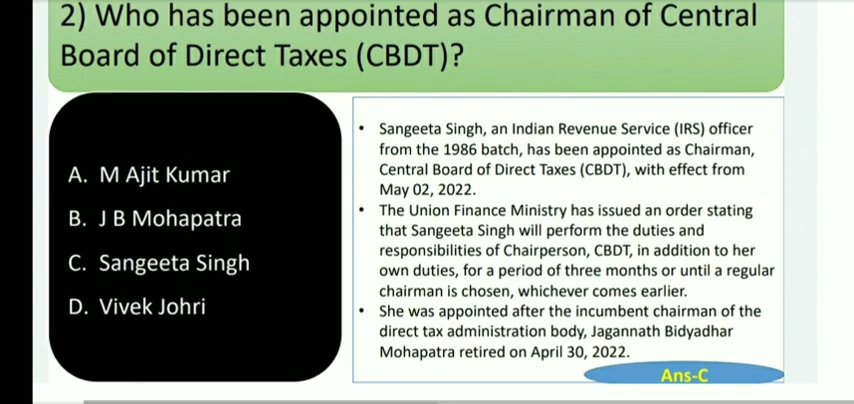 2) Who has been appointed as Chairman of Central
Board of Direct Taxes (CBDT)?
A. M Ajit Kumar
B. J B Mohapatra
C. Sangeeta Singh
D. Vivek Johri
• Sangeeta Singh, an Indian Revenue Service (IRS) officer
from the 1986 batch, has been appointed as Chairman,
Central Board of Direct Taxes (CBDT), with effect from
May 02, 2022.
• The Union Finance Ministry has issued an order stating
that Sangeeta Singh will perform the duties and
responsibilities of Chairperson, CBDT, in addition to her
own duties, for a period of three months or until a regular
chairman is chosen, whichever comes earlier.
• She was appointed after the incumbent chairman of the
direct tax administration body, Jagannath Bidyadhar
Mohapatra retired on April 30, 2022.
Ans-C